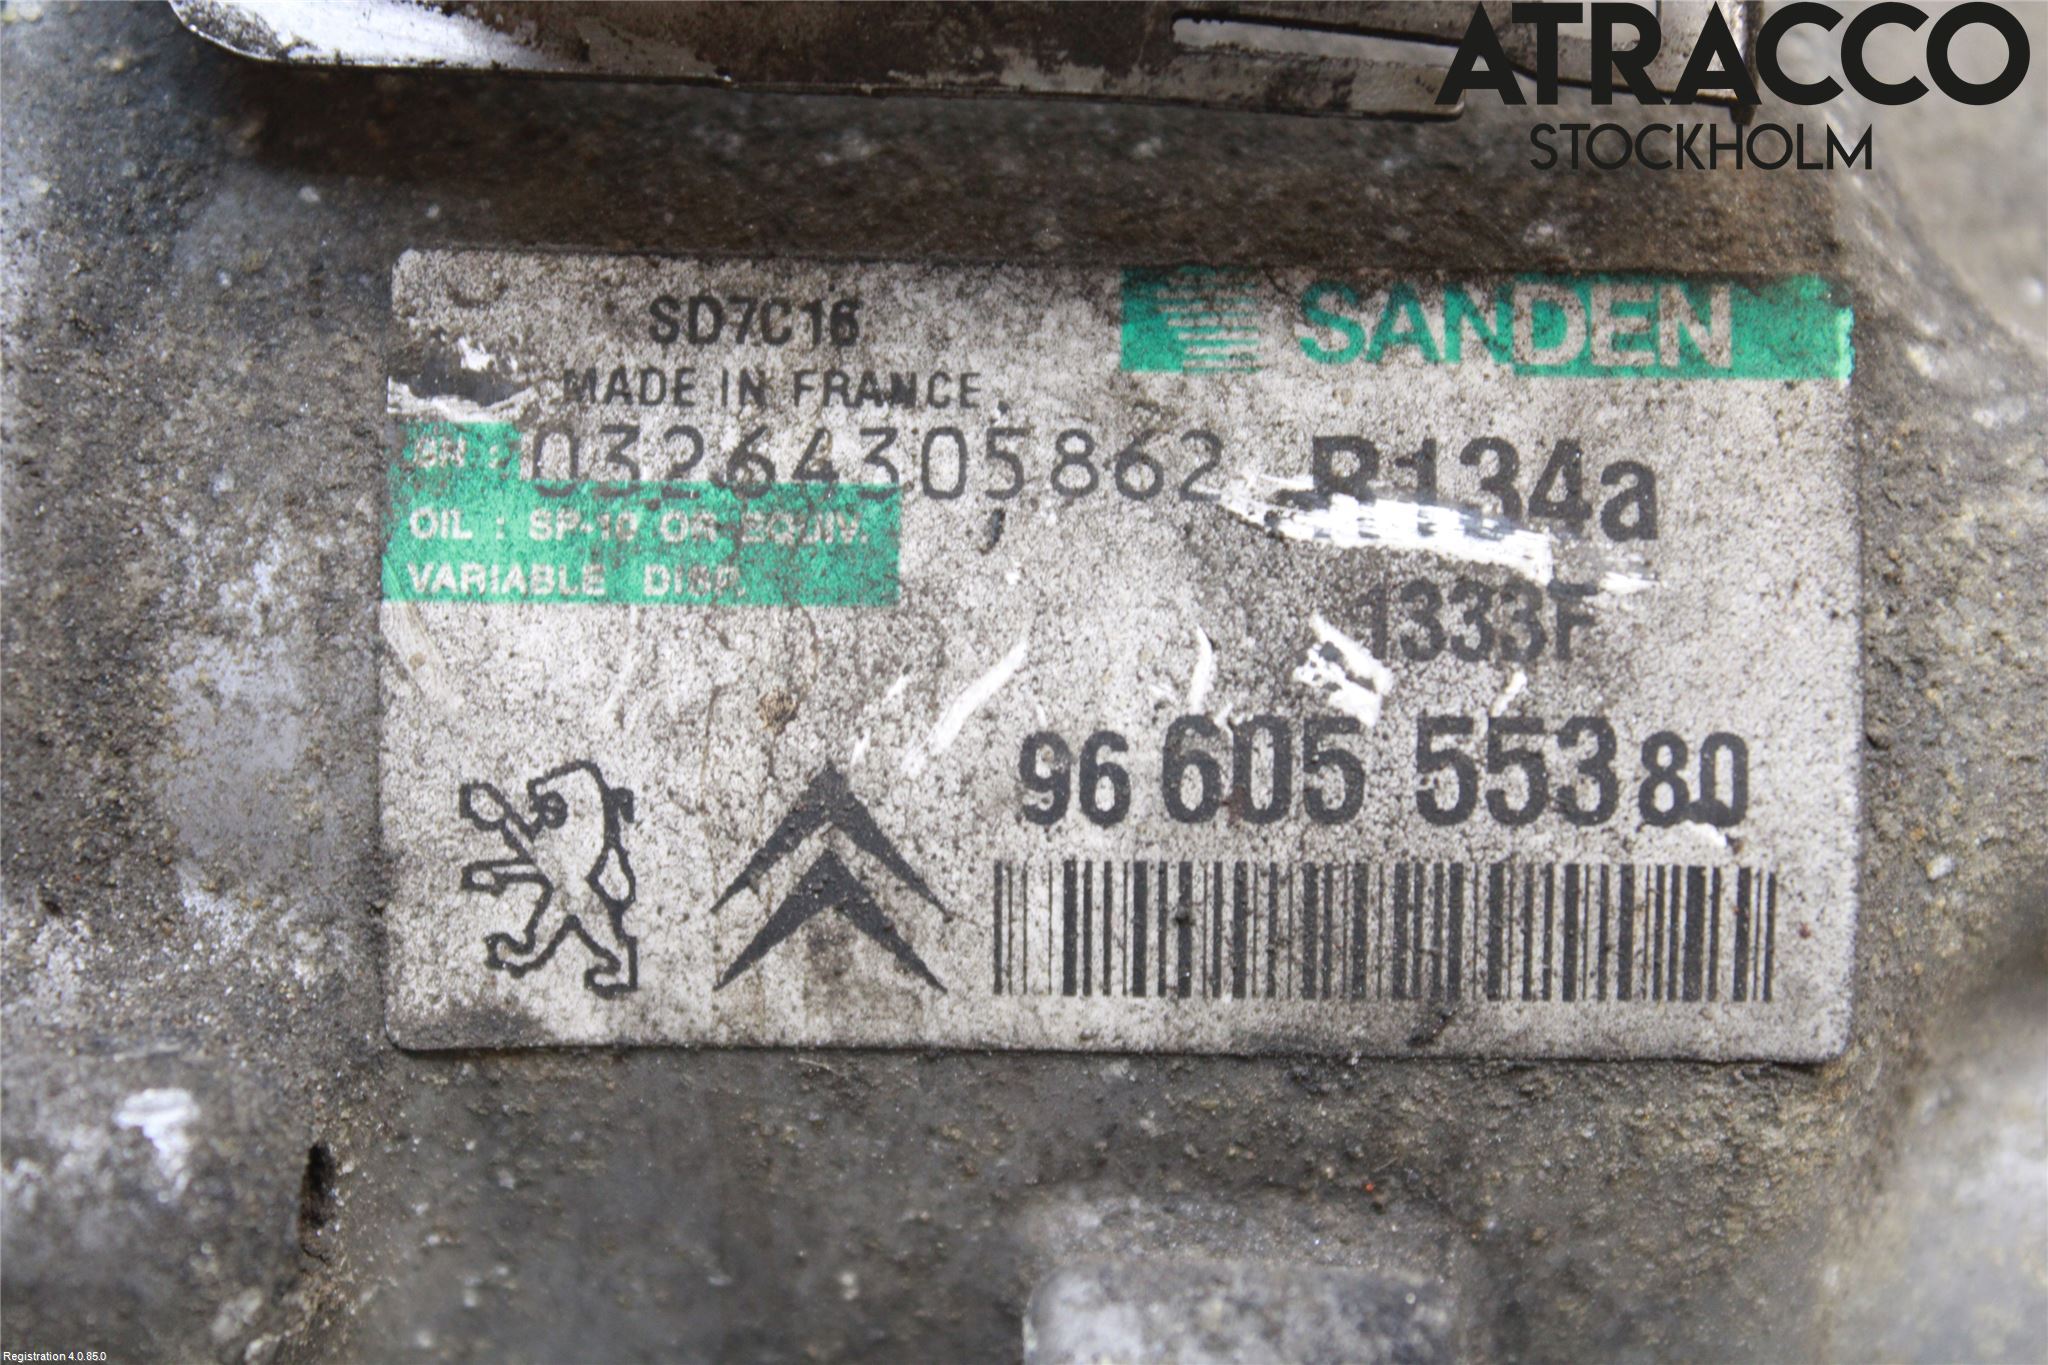 ATRACCO
STOCKHOLM
SD7C16
SANDEN
MADE IN FRANCE
SN : 03264305862 R134a
OIL : SP-10 OR EQUIV.
VARIABLE DISP.
1333F
96 605 553 80
Registration 4.0.85.0